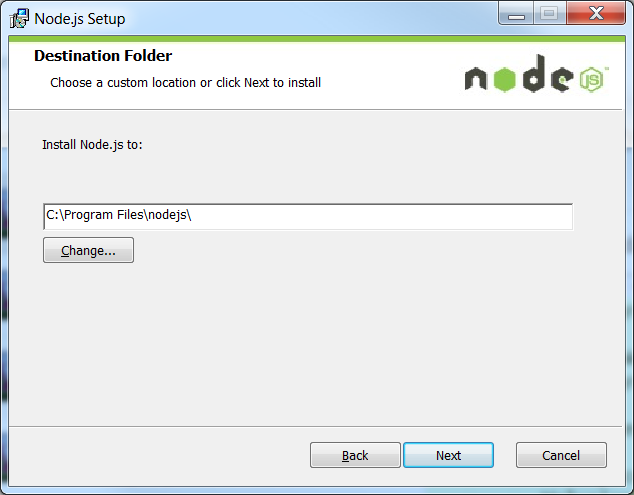 Node.js Setup
Destination Folder
Choose a custom location or click Next to install
node JS™
Install Node.js to:
C:\Program Files\nodejs\
Change...
Back Next Cancel